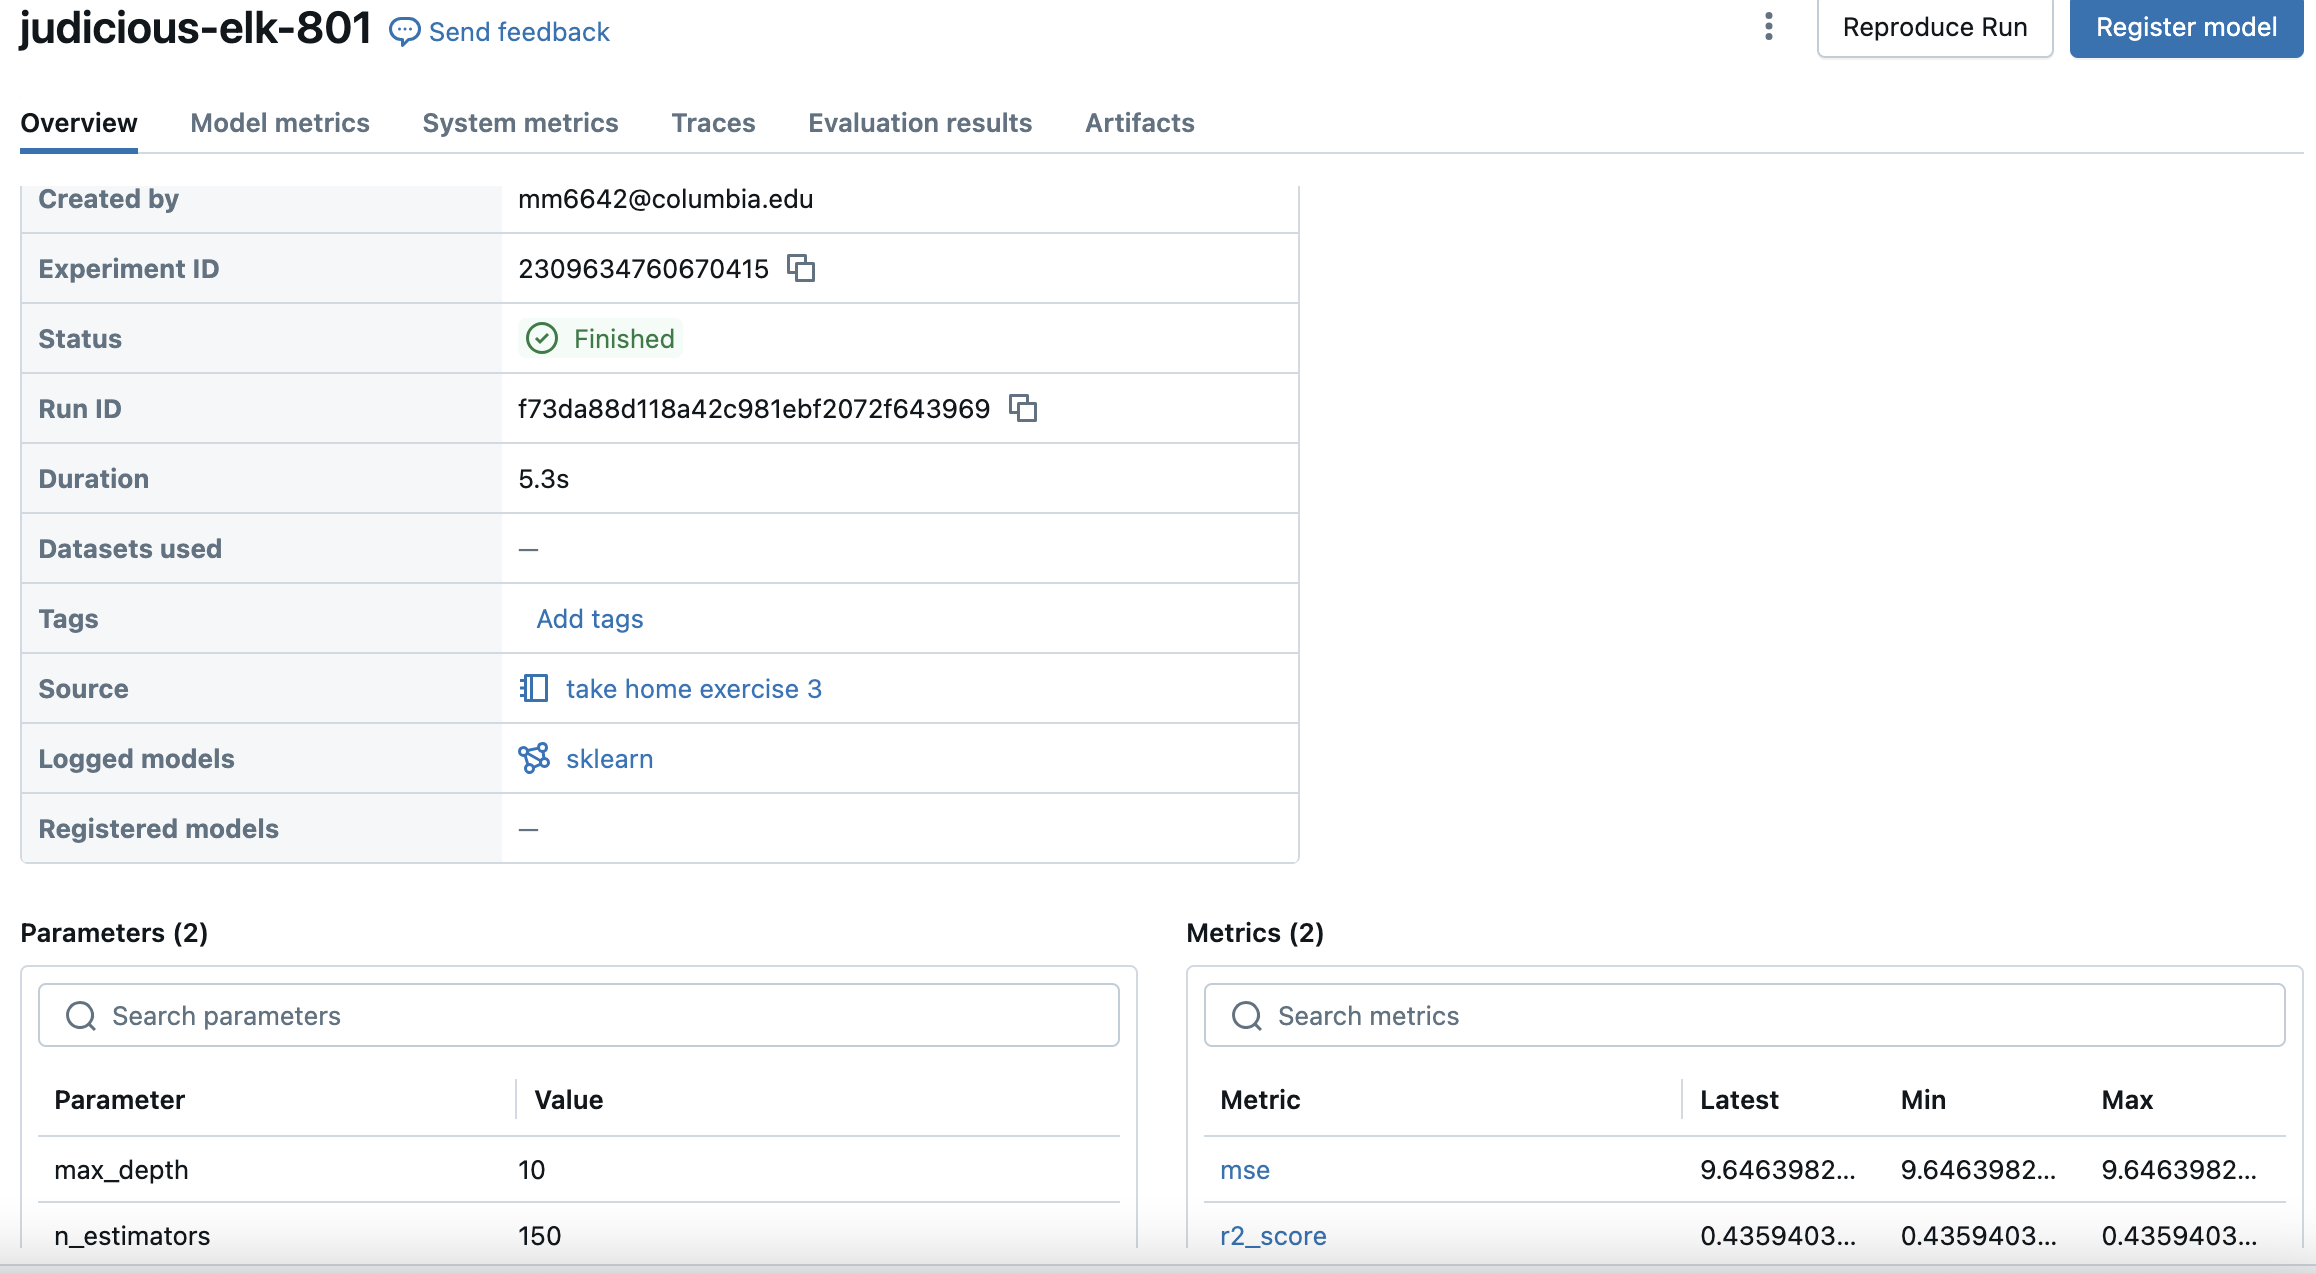 judicious-elk-801 Send feedback Reproduce Run Register model
Overview Model metrics System metrics Traces Evaluation results Artifacts
Created by mm6642@columbia.edu
Experiment ID 2309634760670415
Status Finished
Run ID f73da88d118a42c981ebf2072f643969
Duration 5.3s
Datasets used —
Tags Add tags
Source take home exercise 3
Logged models sklearn
Registered models —
Parameters (2)
Search parameters
Parameter Value
max_depth 10
n_estimators 150
Metrics (2)
Search metrics
Metric Latest Min Max
mse 9.6463982... 9.6463982... 9.6463982...
r2_score 0.4359403... 0.4359403... 0.4359403...